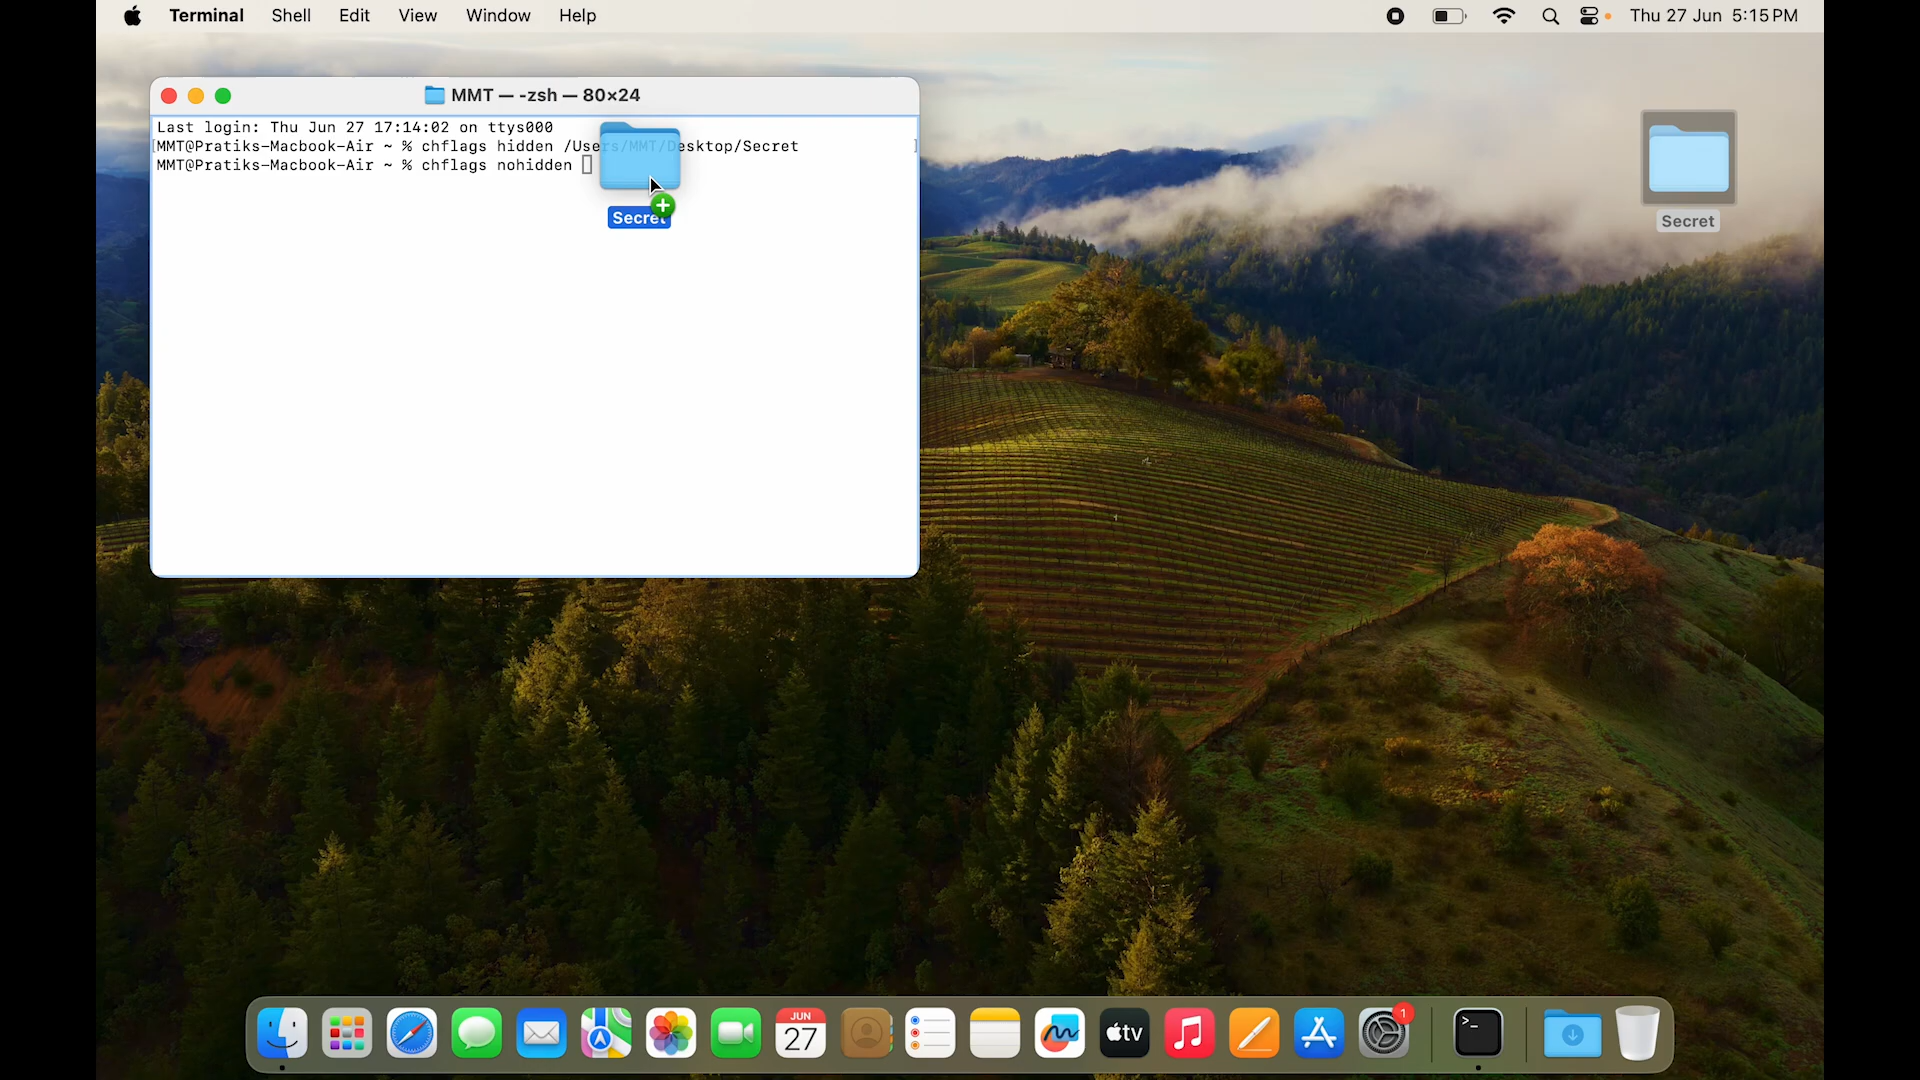 Terminal Shell Edit View Window Help
Thu 27 Jun 5:15 PM
MMT — -zsh — 80×24
Last login: Thu Jun 27 17:14:02 on ttys000
MMT@Pratiks-Macbook-Air ~ % chflags hidden /Users/MMT/Desktop/Secret
MMT@Pratiks-Macbook-Air ~ % chflags nohidden
Secret
Secret
JUN
27
tv
1
>_